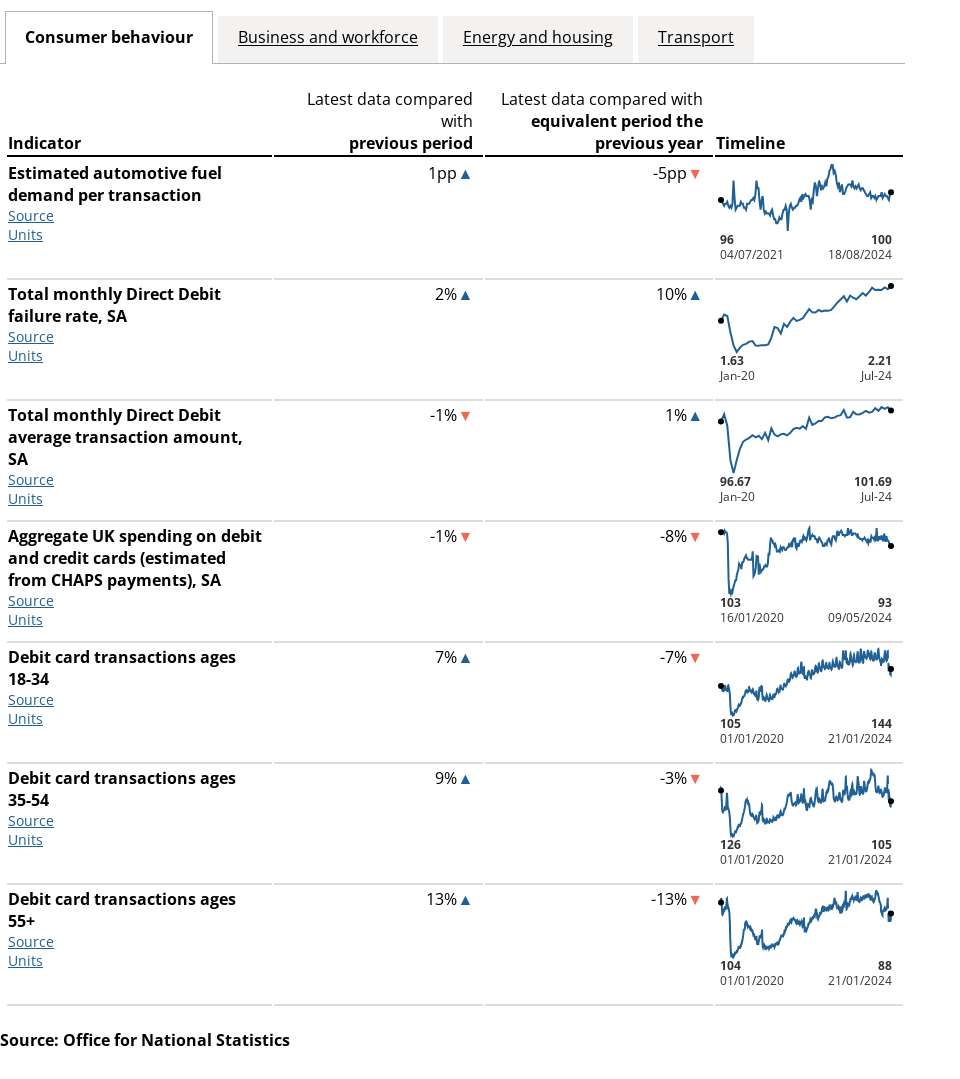 Consumer behaviour
Business and workforce
Energy and housing
Transport
Indicator
Latest data compared with
previous period
Latest data compared with
equivalent period the
previous year
Timeline
Estimated automotive fuel
demand per transaction
Source
Units
1pp ▲
-5pp ▼
96 100
04/07/2021 18/08/2024
Total monthly Direct Debit
failure rate, SA
Source
Units
2% ▲
10% ▲
1.63 2.21
Jan-20 Jul-24
Total monthly Direct Debit
average transaction amount,
SA
Source
Units
-1% ▼
1% ▲
96.67 101.69
Jan-20 Jul-24
Aggregate UK spending on debit
and credit cards (estimated
from CHAPS payments), SA
Source
Units
-1% ▼
-8% ▼
103 93
16/01/2020 09/05/2024
Debit card transactions ages
18-34
Source
Units
7% ▲
-7% ▼
105 144
01/01/2020 21/01/2024
Debit card transactions ages
35-54
Source
Units
9% ▲
-3% ▼
126 105
01/01/2020 21/01/2024
Debit card transactions ages
55+
Source
Units
13% ▲
-13% ▼
104 88
01/01/2020 21/01/2024
Source: Office for National Statistics